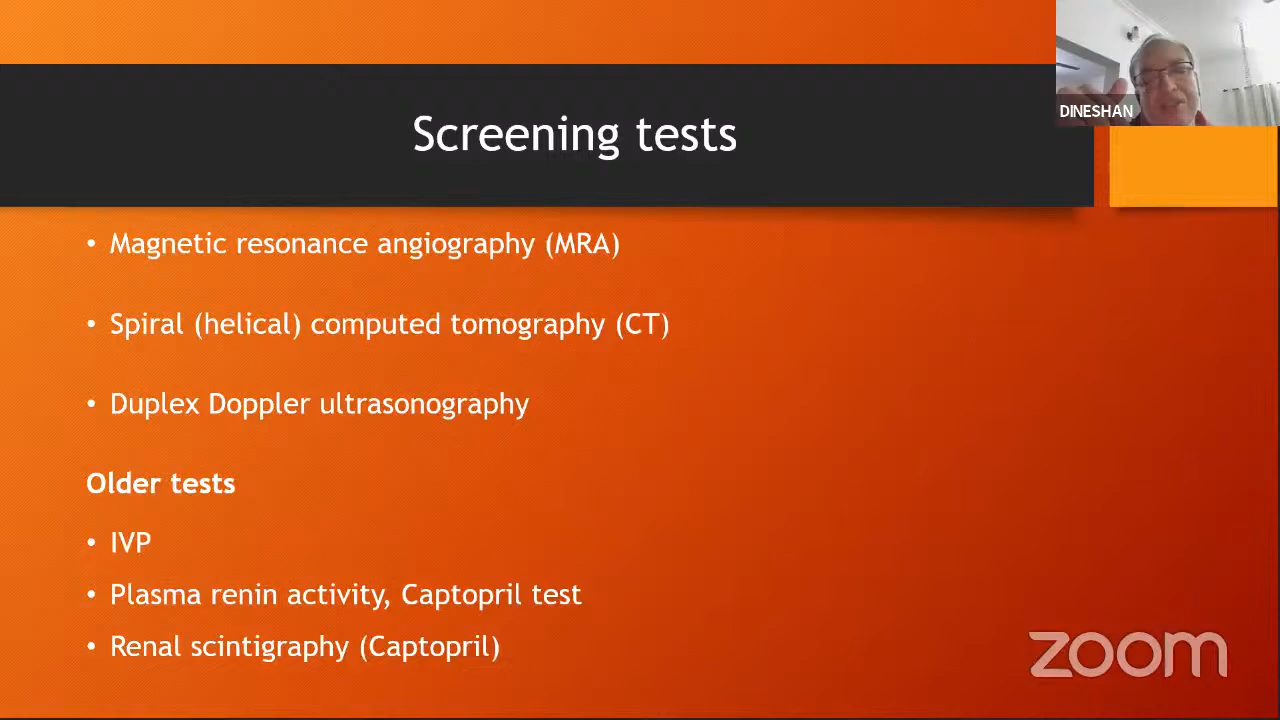 Screening tests
DINESHAN
• Magnetic resonance angiography (MRA)
• Spiral (helical) computed tomography (CT)
• Duplex Doppler ultrasonography
Older tests
• IVP
• Plasma renin activity, Captopril test
• Renal scintigraphy (Captopril)
zoom